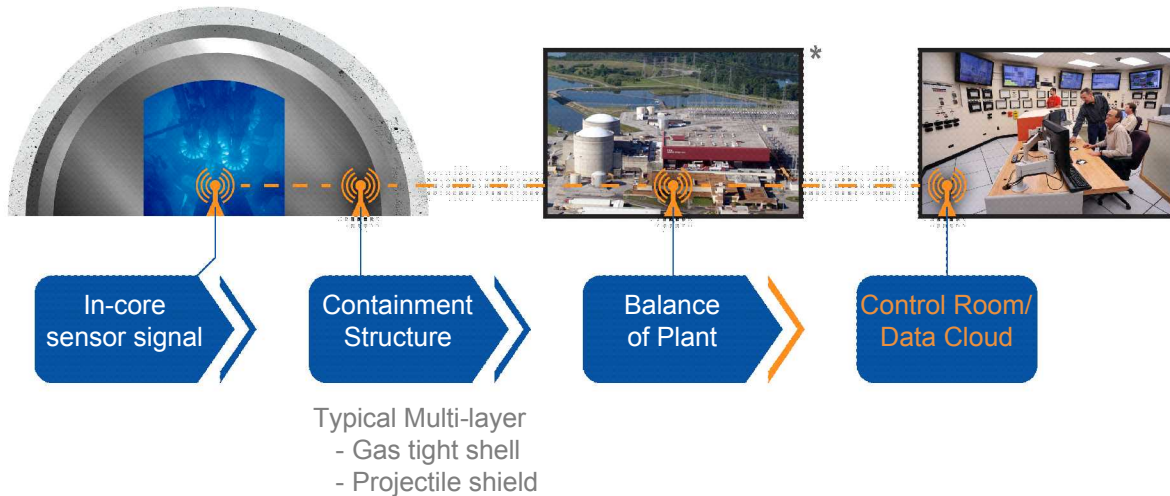 *
In-core
sensor signal
Containment
Structure
Balance
of Plant
Control Room/
Data Cloud
Typical Multi-layer
- Gas tight shell
- Projectile shield